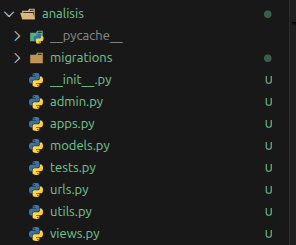 analisis
__pycache__
migrations
__init__.py U
admin.py U
apps.py U
models.py U
tests.py U
urls.py U
utils.py U
views.py U